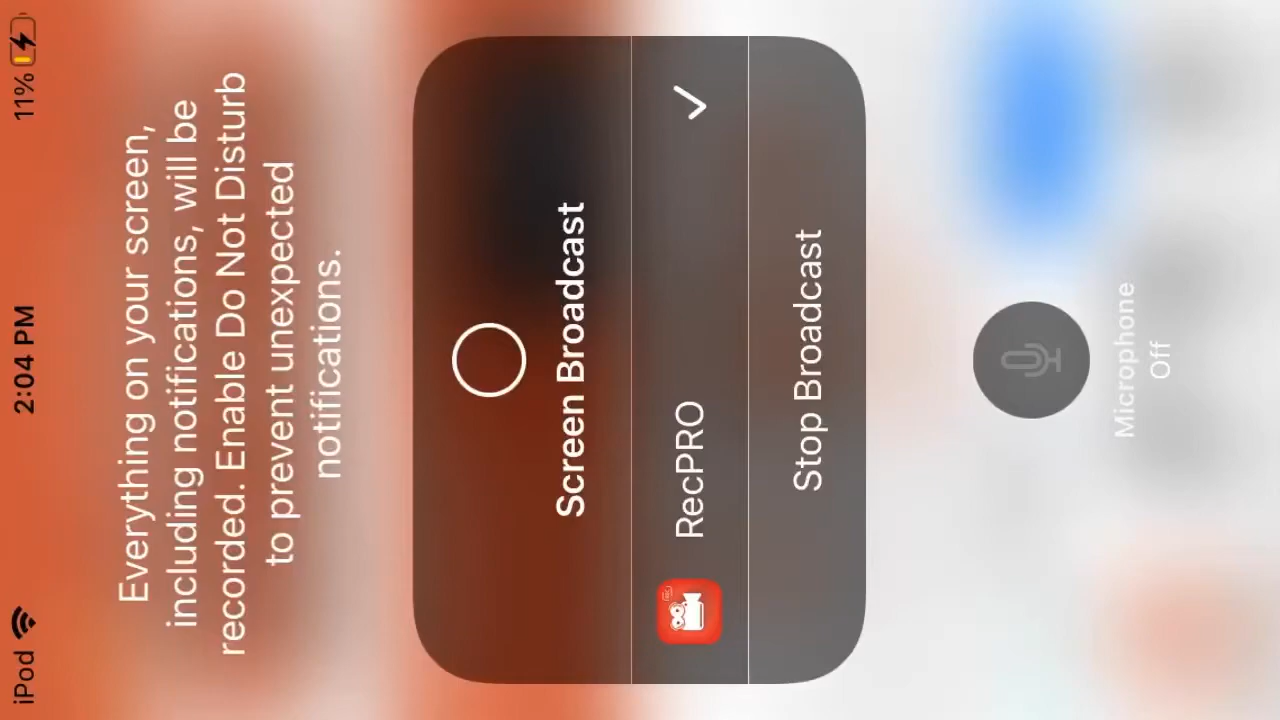 iPod 2:04 PM 11%
Everything on your screen,
including notifications, will be
recorded. Enable Do Not Disturb
to prevent unexpected
notifications.
Screen Broadcast
RecPRO
Stop Broadcast
Microphone
Off